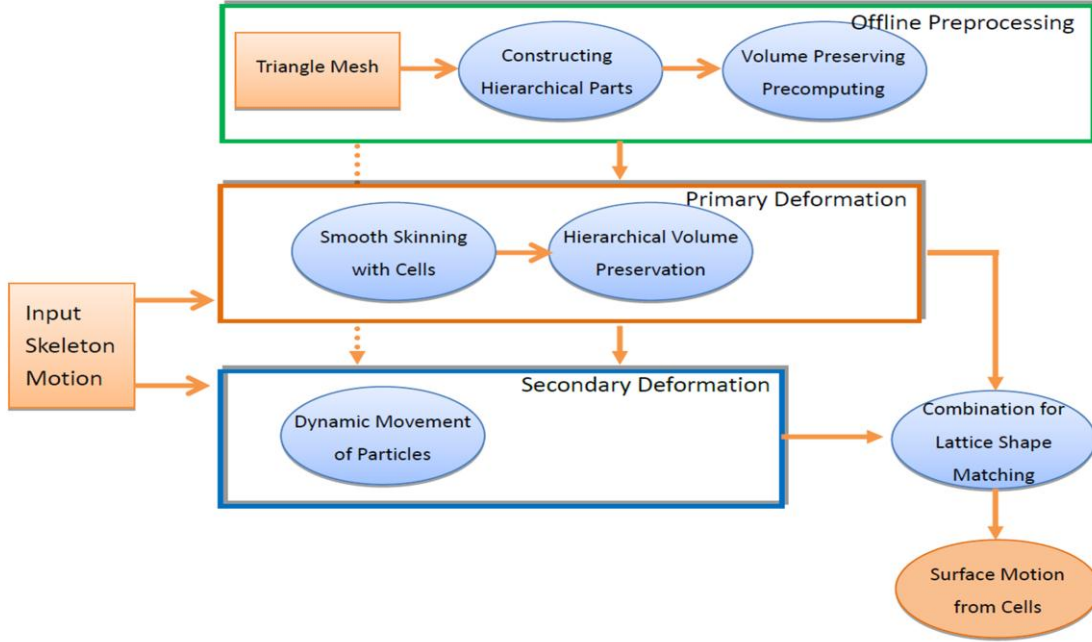 Offline Preprocessing
Triangle Mesh
Constructing
Hierarchical Parts
Volume Preserving
Precomputing
Primary Deformation
Smooth Skinning
with Cells
Hierarchical Volume
Preservation
Input
Skeleton
Motion
Secondary Deformation
Dynamic Movement
of Particles
Combination for
Lattice Shape
Matching
Surface Motion
from Cells